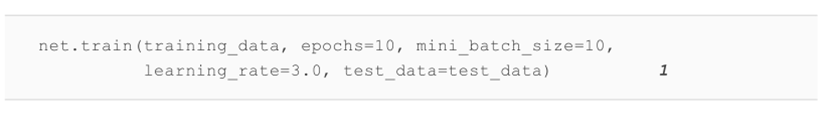 net.train(training_data, epochs=10, mini_batch_size=10,
learning_rate=3.0, test_data=test_data) 1